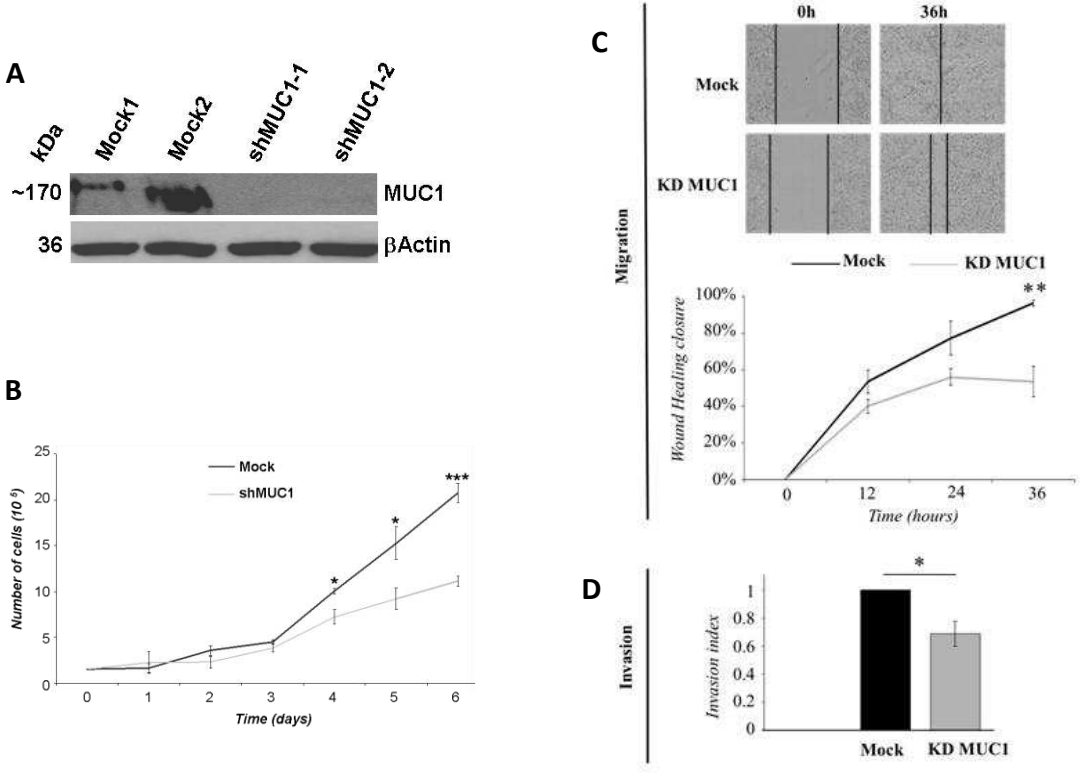 A
kDa
Mock1
Mock2
shMUC1-1
shMUC1-2
~170
MUC1
36
βActin
B
25
20
15
10
5
0
Number of cells (10 6)
Mock
shMUC1
*
*
***
0 1 2 3 4 5 6
Time (days)
C
Migration
0h 36h
Mock
KD MUC1
Mock KD MUC1
100%
80%
60%
40%
20%
0%
Wound Healing closure
**
0 12 24 36
Time (hours)
D
Invasion
*
1
0.8
0.6
0.4
0.2
0
Invasion index
Mock KD MUC1